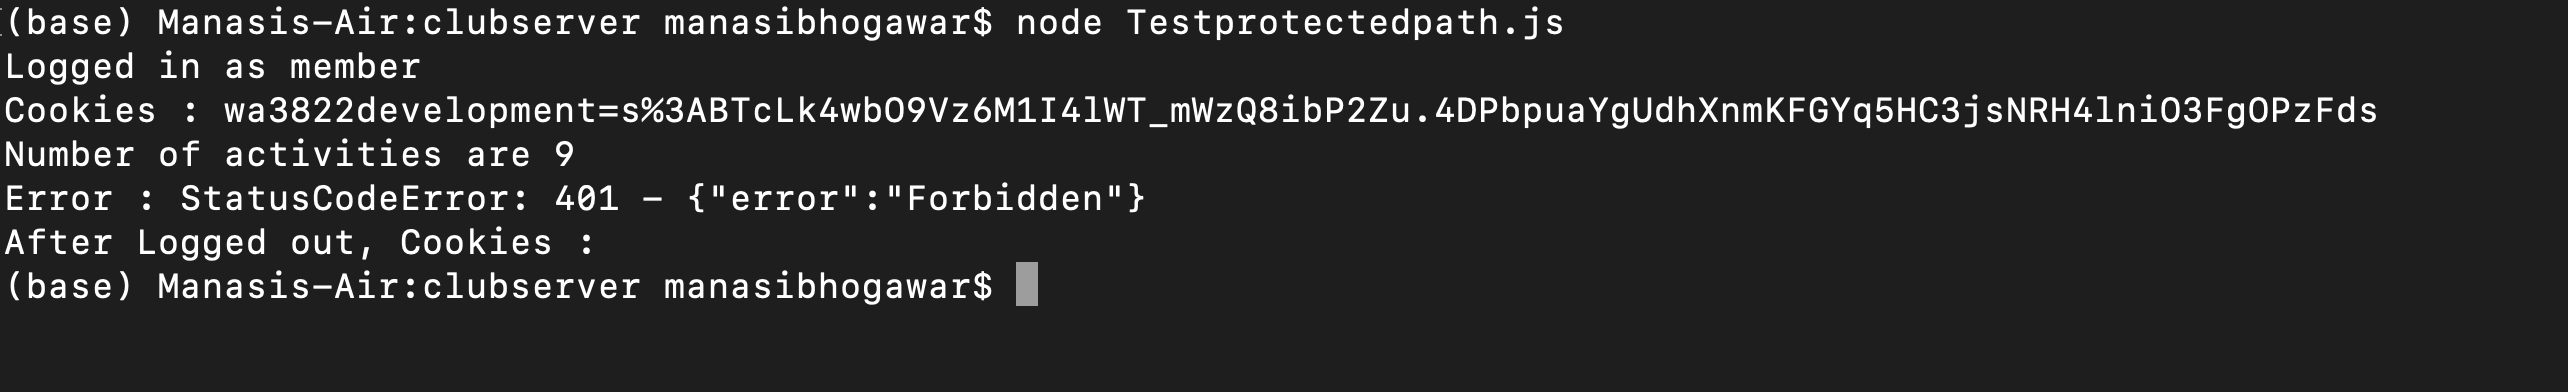 (base) Manasis-Air:clubserver manasibhogawar$ node Testprotectedpath.js
Logged in as member
Cookies : wa3822development=s%3ABTcLk4wbO9Vz6M1I4lWT_mWzQ8ibP2Zu.4DPbpuaYgUdhXnmKFGYq5HC3jsNRH4lniO3FgOPzFds
Number of activities are 9
Error : StatusCodeError: 401 - {"error":"Forbidden"}
After Logged out, Cookies :
(base) Manasis-Air:clubserver manasibhogawar$